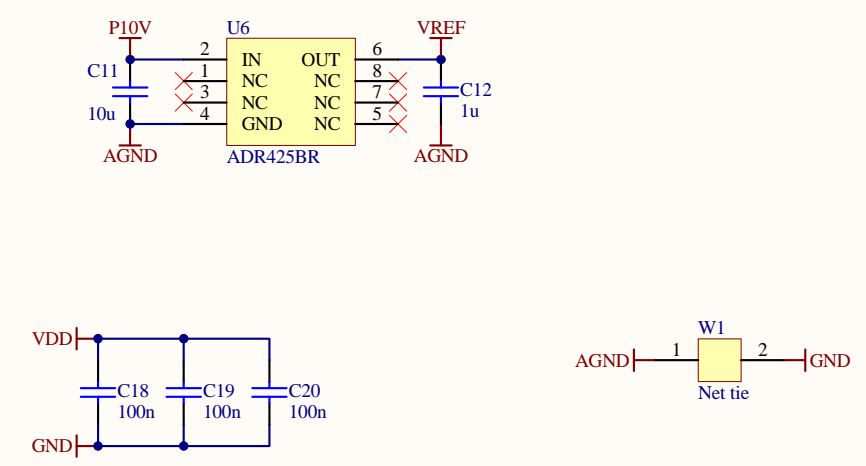 P10V
U6
VREF
2
IN
OUT
6
C11
1
NC
NC
8
C12
3
NC
NC
7
10u
1u
4
GND
NC
5
AGND
ADR425BR
AGND
VDD
W1
AGND
1
2
GND
C18
C19
C20
Net tie
100n
100n
100n
GND